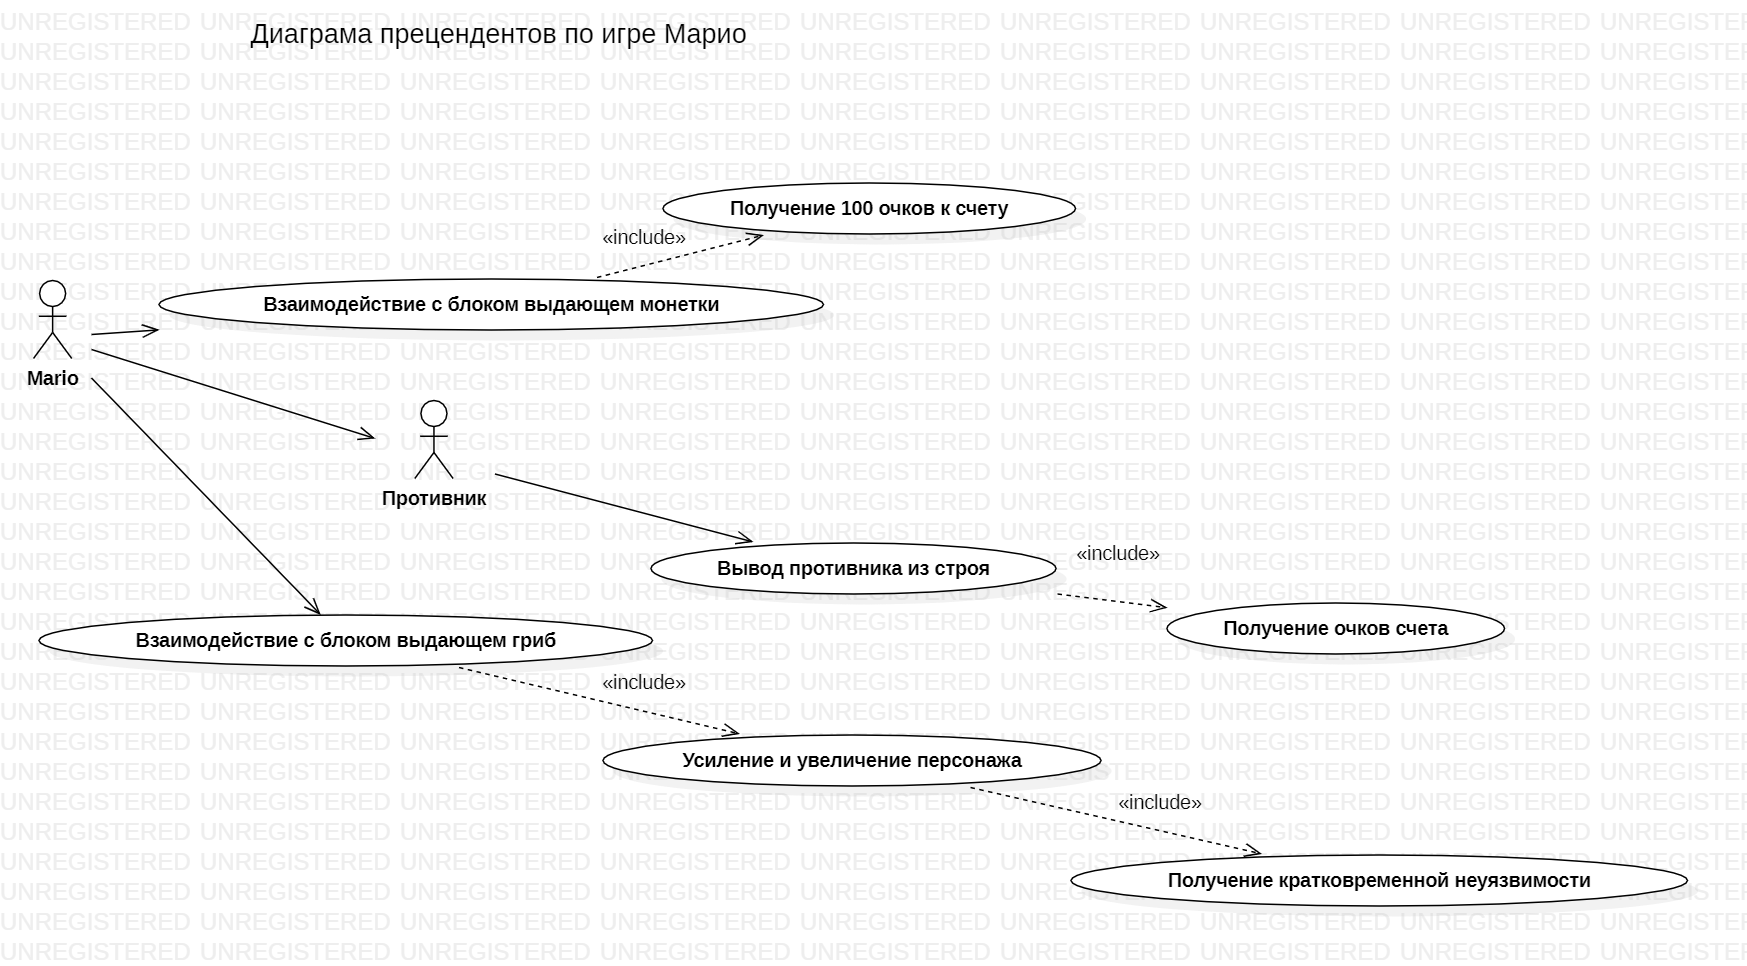 Диаграма прецендентов по игре Марио
Получение 100 очков к счету
«include»
Взаимодействие с блоком выдающем монетки
Mario
Противник
Вывод противника из строя
«include»
Получение очков счета
Взаимодействие с блоком выдающем гриб
«include»
Усиление и увеличение персонажа
«include»
Получение кратковременной неуязвимости
UNREGISTERED